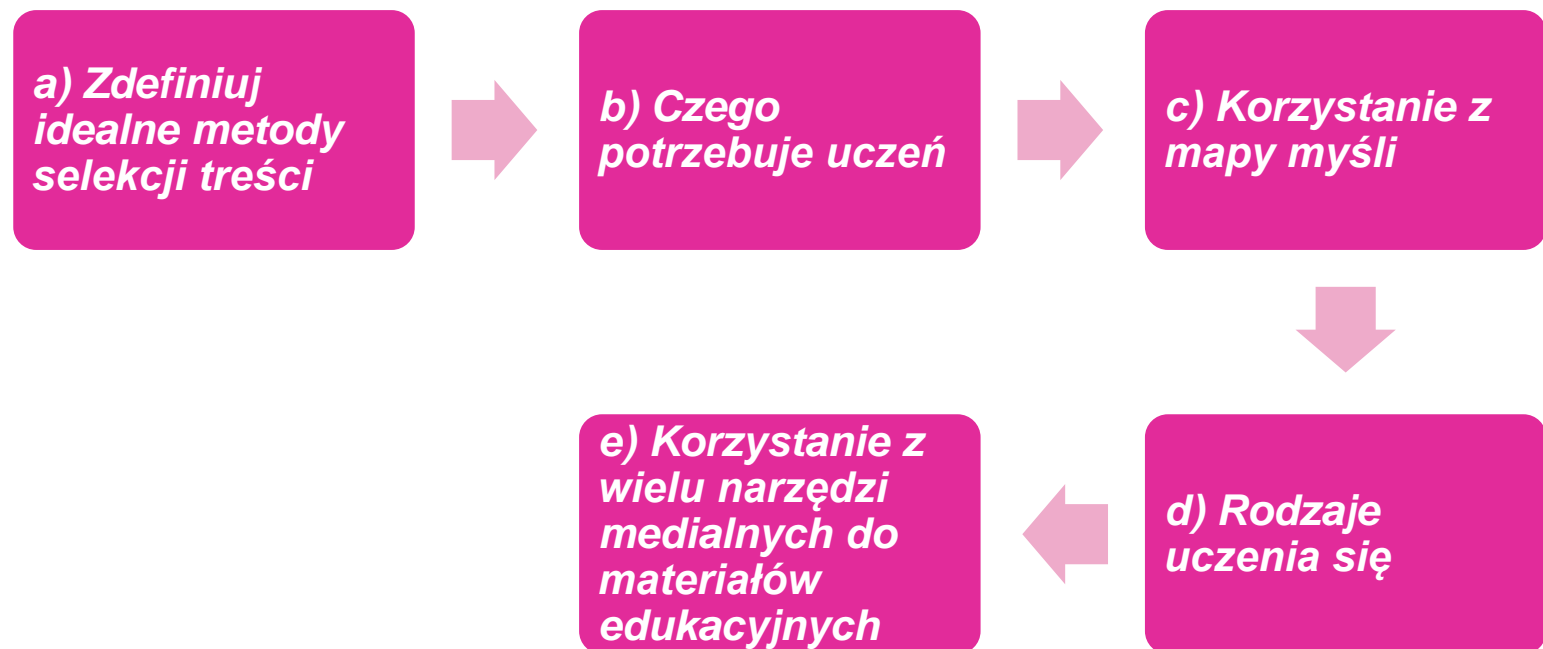 a) Zdefiniuj
idealne metody
selekcji treści
b) Czego
potrzebuje uczeń
c) Korzystanie z
mapy myśli
d) Rodzaje
uczenia się
e) Korzystanie z
wielu narzędzi
medialnych do
materiałów
edukacyjnych